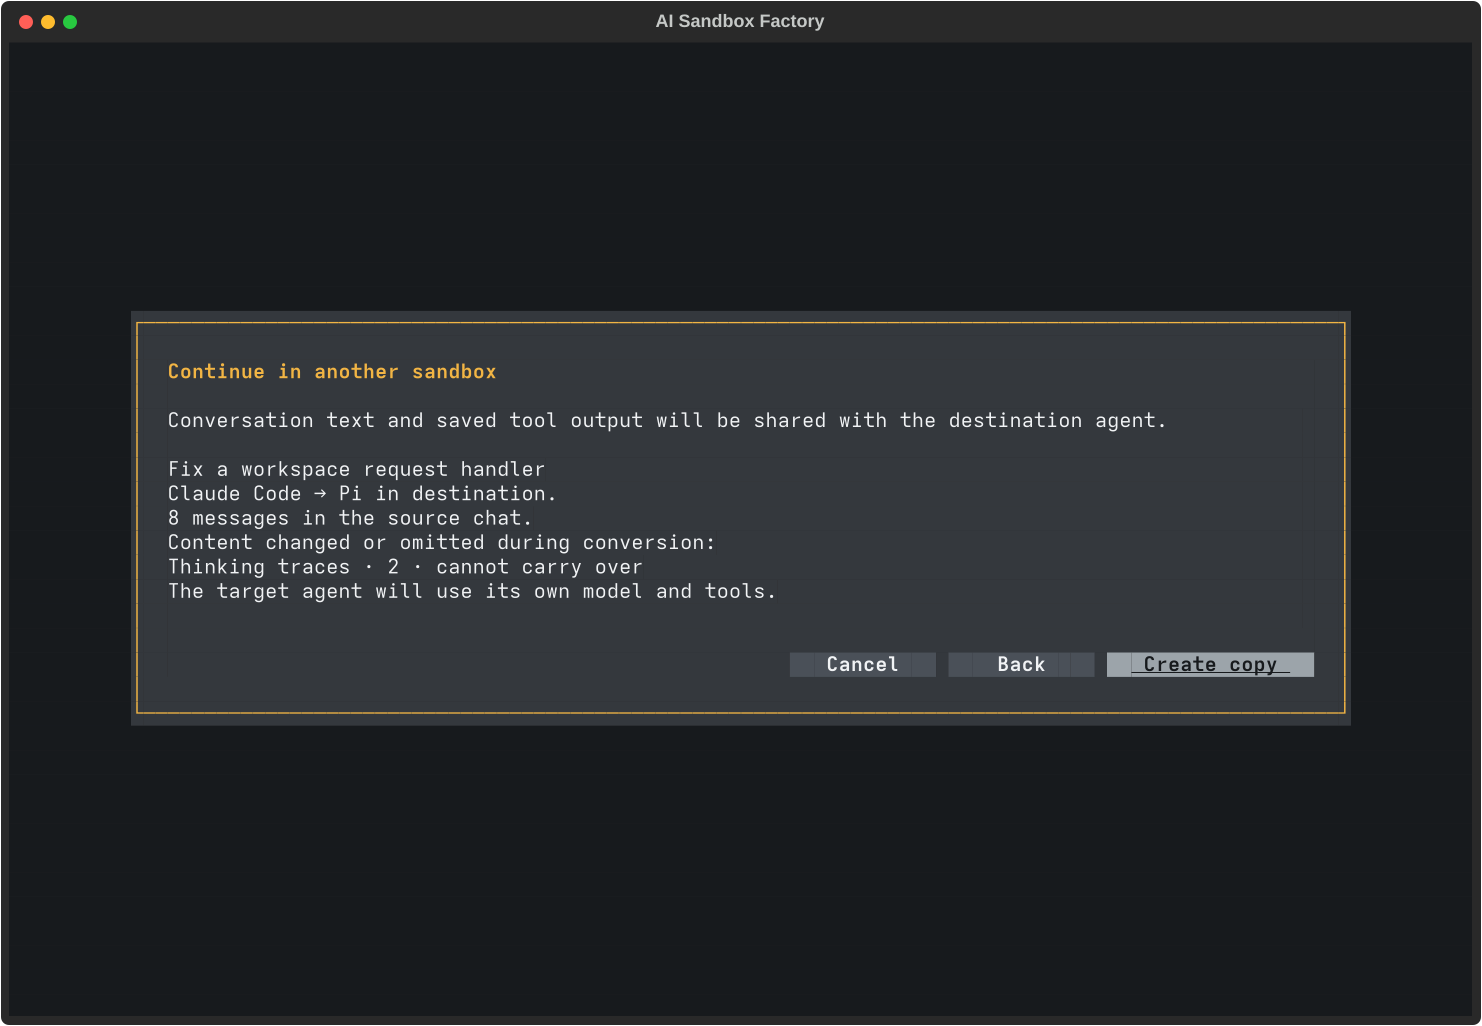 AI Sandbox Factory
Continue in another sandbox
Conversation text and saved tool output will be shared with the destination agent.
Fix a workspace request handler
Claude Code → Pi in destination.
8 messages in the source chat.
Content changed or omitted during conversion:
Thinking traces · 2 · cannot carry over
The target agent will use its own model and tools.
Cancel Back Create copy